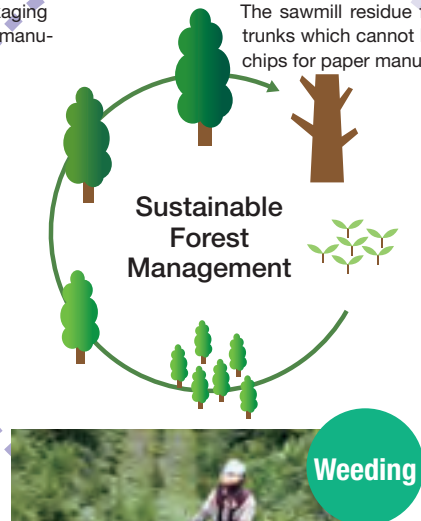 aging
manu-
The sawmill residue
trunks which cannot
chips for paper manu
Sustainable
Forest
Management
Weeding